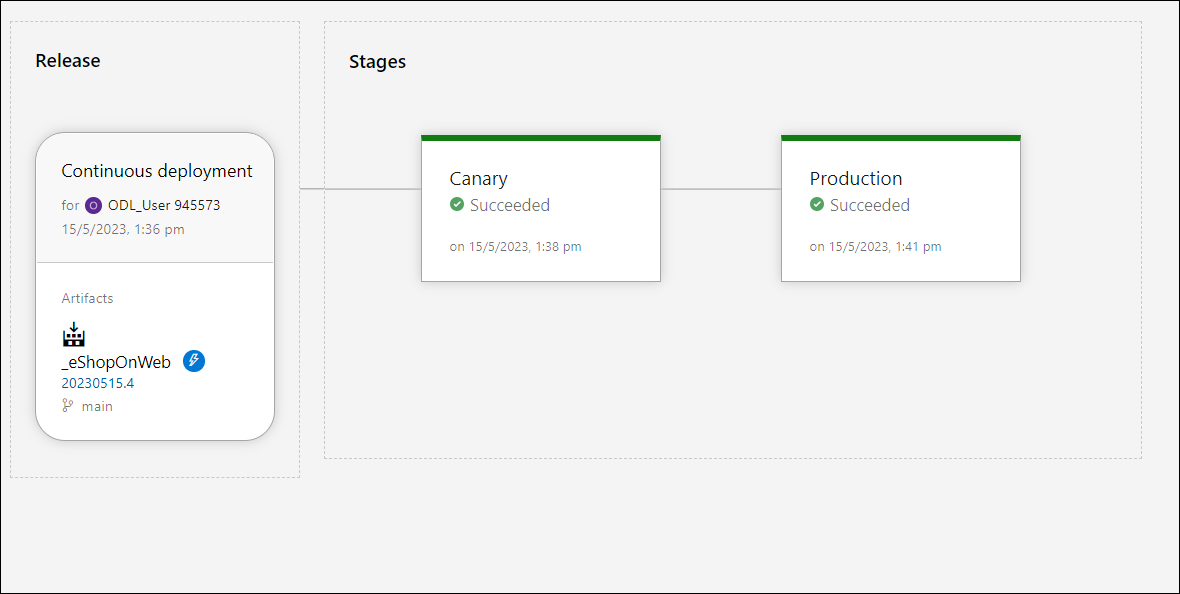 Release
Continuous deployment
for O ODL_User 945573
15/5/2023, 1:36 pm
Artifacts
_eShopOnWeb
20230515.4
main
Stages
Canary
Succeeded
on 15/5/2023, 1:38 pm
Production
Succeeded
on 15/5/2023, 1:41 pm